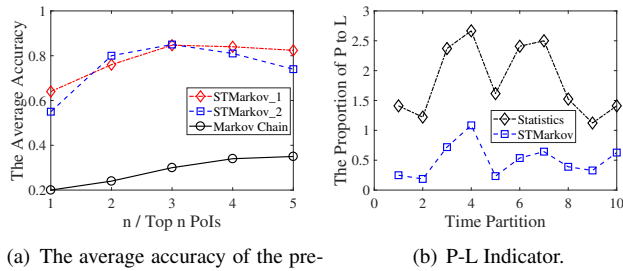 The Average Accuracy
1
0.8
0.6
0.4
0.2
STMarkov_1
STMarkov_2
Markov Chain
1 2 3 4 5
n / Top n PoIs
(a) The average accuracy of the pre-
The Proportion of P to L
3
2.5
2
1.5
1
0.5
0
Statistics
STMarkov
0 2 4 6 8 10
Time Partition
(b) P-L Indicator.